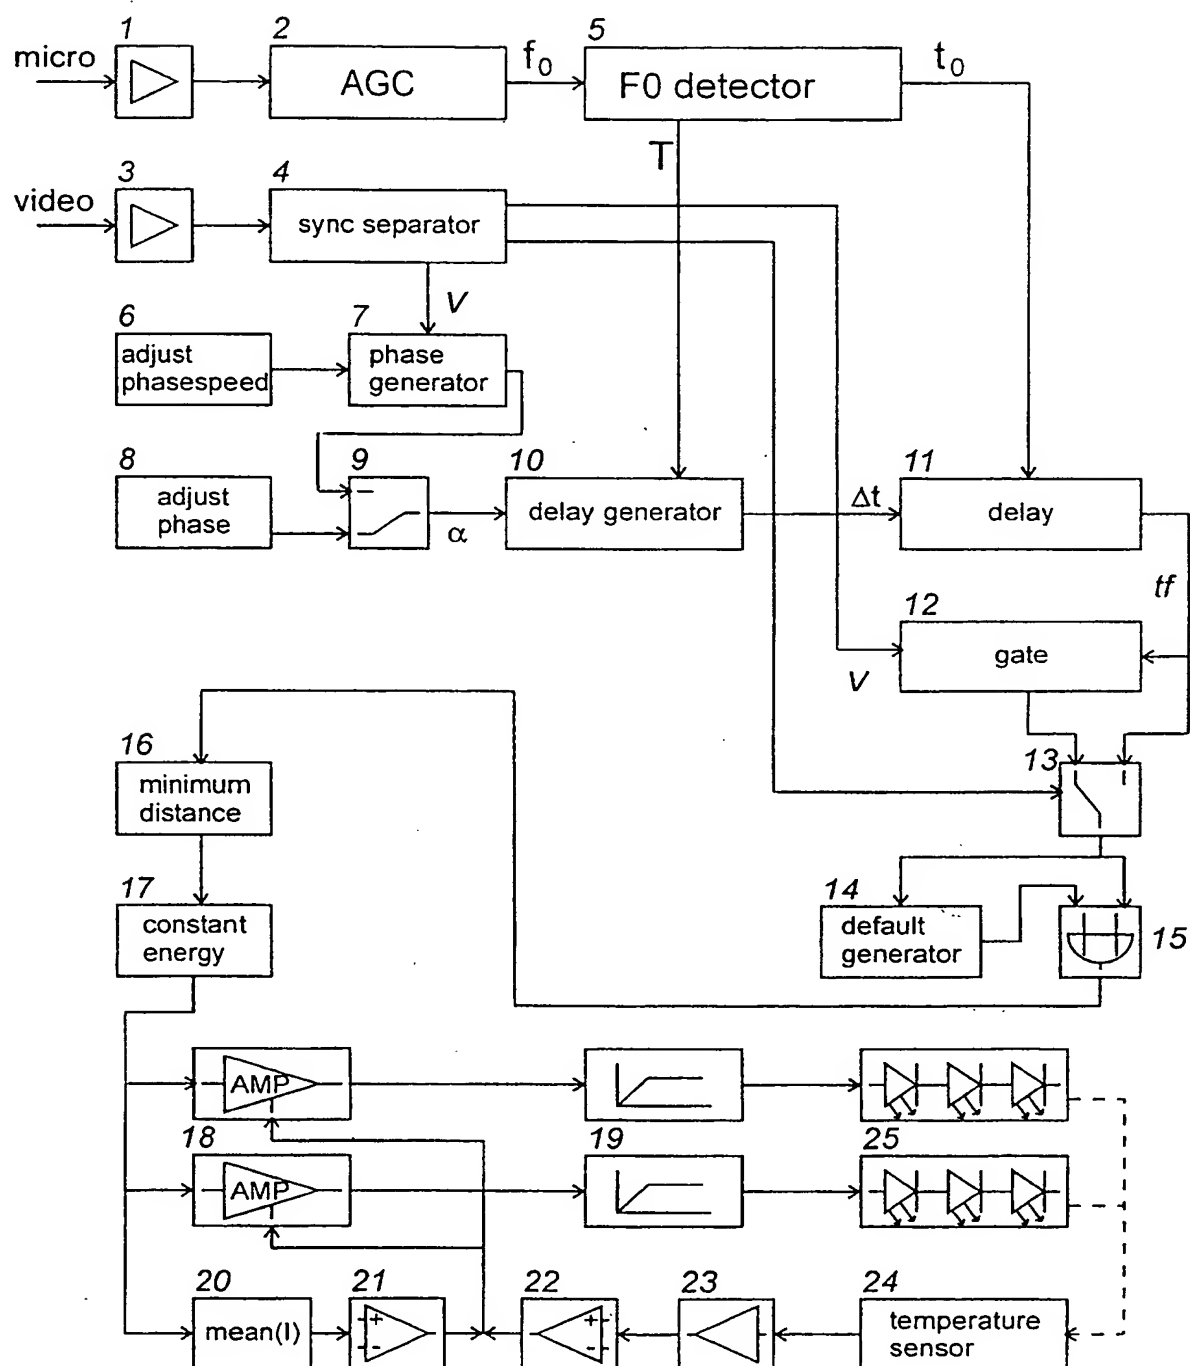 1 2 5
micro AGC f0 F0 detector t0
T
3 4
video sync separator
V
6 7
adjust phasespeed
phase generator
8 9 10 11
adjust phase
α
delay generator
Δt
delay
tf
12
gate
V
16
minimum distance
13
17
constant energy
14
default generator
15
AMP
18 19 25
AMP
20 21 22 23 24
mean(I)
+
-
+
-
temperature sensor